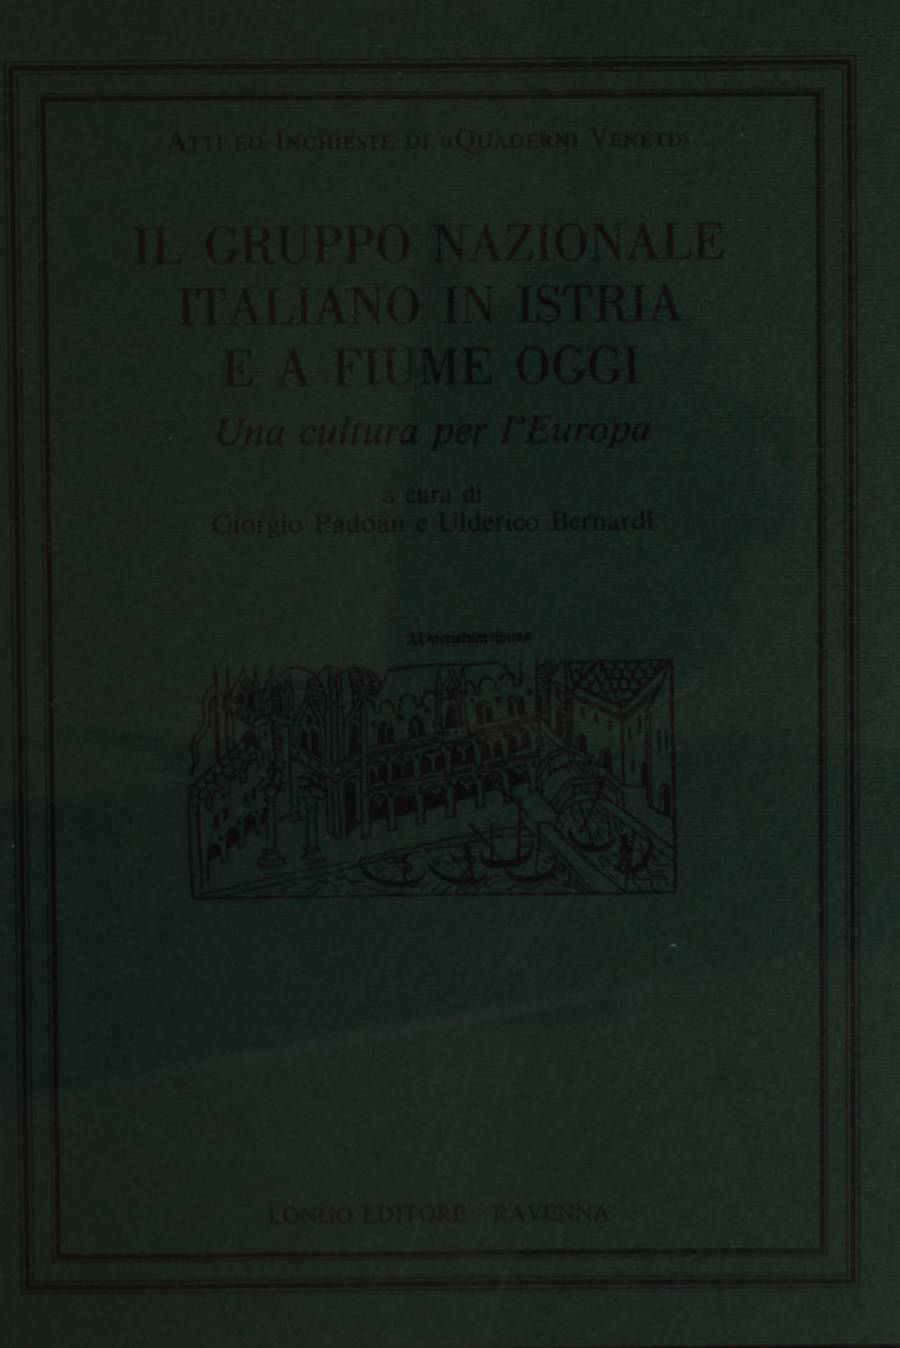 ATTI ED INCHIESTE DI «QUADERNI VENETI»
IL GRUPPO NAZIONALE
ITALIANO IN ISTRIA
E A FIUME OGGI
Una cultura per l'Europa
a cura di
Giorgio Padoan e Ulderico Bernardi
LONGO EDITORE - RAVENNA